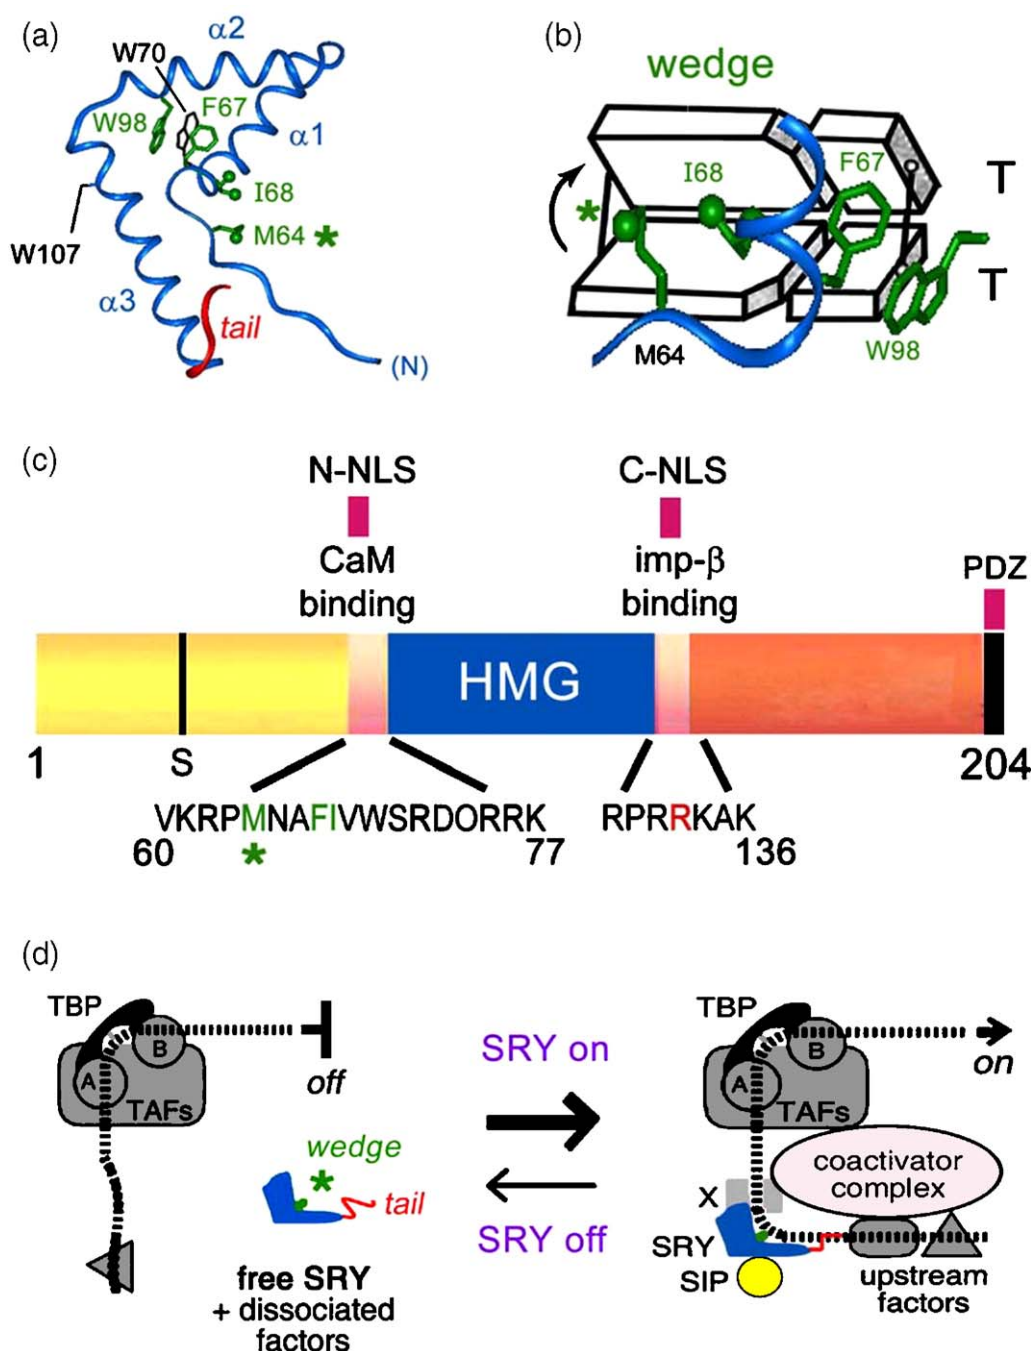 (a)
α2
W70
F67
W98
α1
I68
M64 *
W107
α3
tail
(N)
(b)
wedge
I68
F67
T
*
T
W98
M64
(c)
N-NLS
C-NLS
CaM
binding
imp-β
binding
PDZ
HMG
1
S
204
VKRPMNAFIVWSRDORRK
RPRRKAK
60
*
77
136
(d)
TBP
B
A
TAFs
off
wedge
*
tail
free SRY
+ dissociated
factors
SRY on
SRY off
TBP
B
A
TAFs
on
coactivator
complex
X
SRY
SIP
upstream
factors